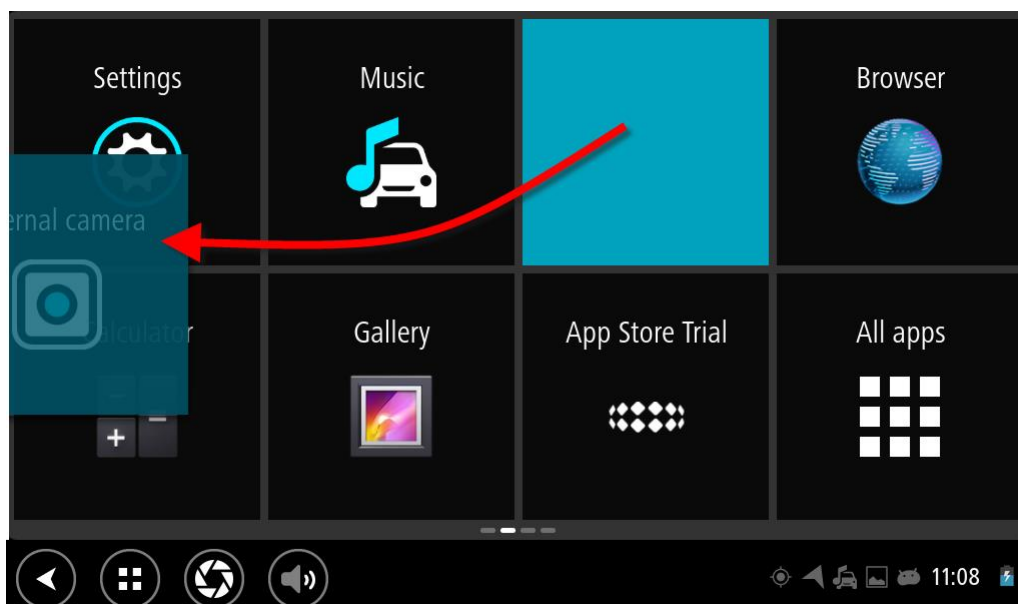 Settings
Music
Browser
ernal camera
alculator
Gallery
App Store Trial
All apps
11:08